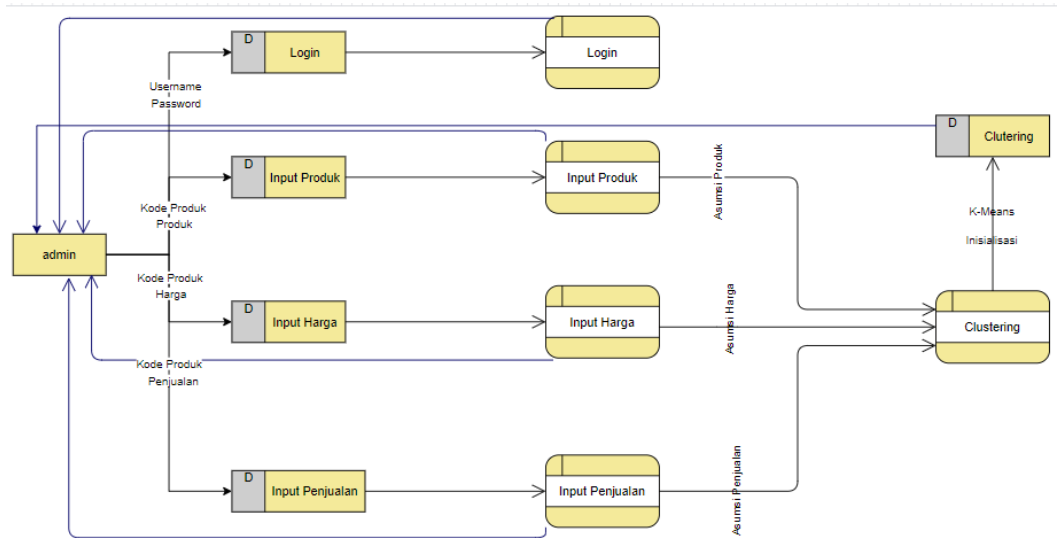 D
Login
Login
Username
Password
D
Clutering
D
Input Produk
Input Produk
Asumsi Produk
Kode Produk
Produk
K-Means
Inisialisasi
admin
Kode Produk
Harga
D
Input Harga
Input Harga
Asumsi Harga
Clustering
Kode Produk
Penjualan
D
Input Penjualan
Input Penjualan
Asumsi Penjualan